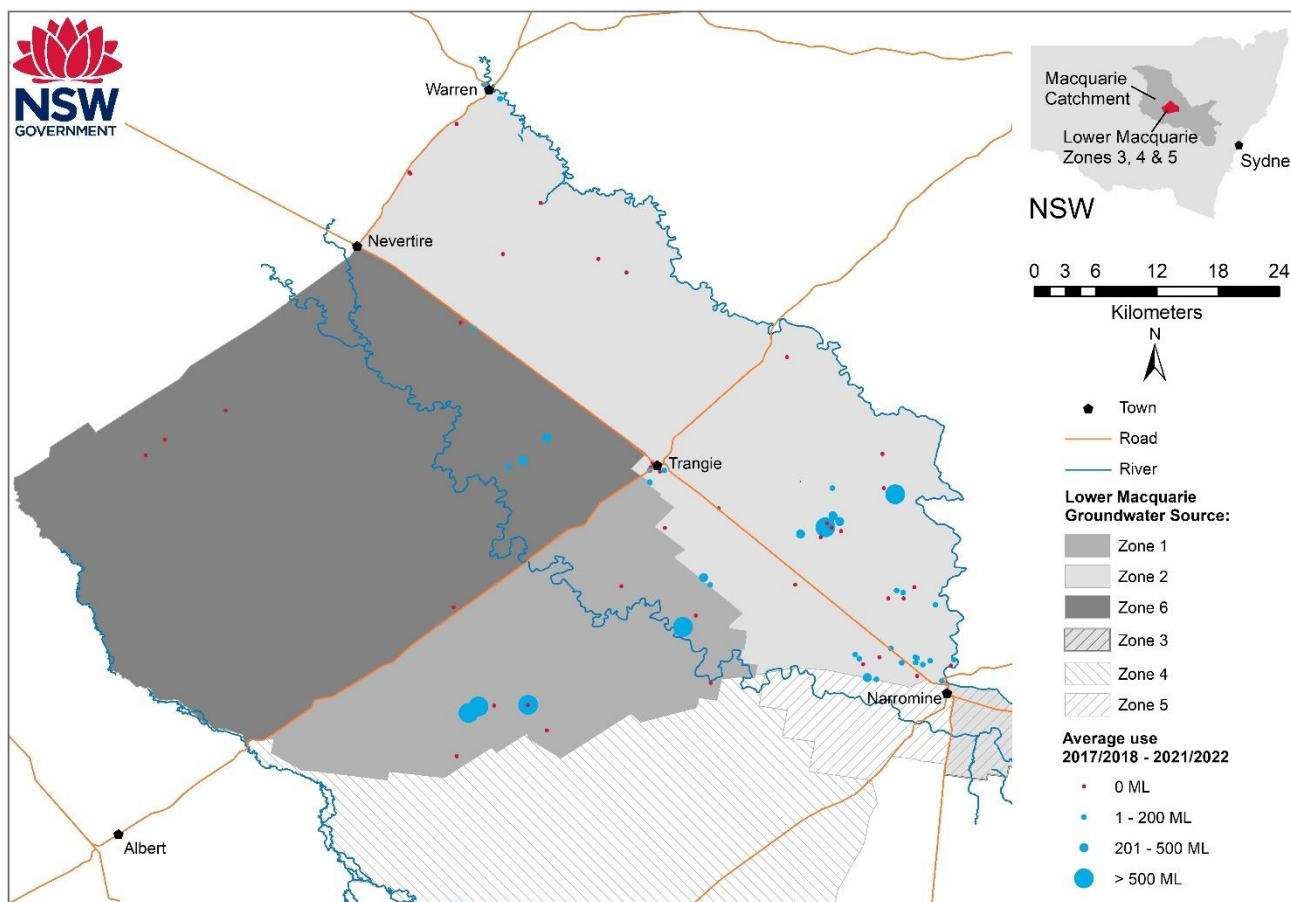 NSW
GOVERNMENT
Warren
Nevertire
Trangie
Narromine
Albert
Macquarie
Catchment
Lower Macquarie
Zones 3, 4 & 5
Sydney
NSW
0 3 6 12 18 24
Kilometers
N
Town
Road
River
Lower Macquarie
Groundwater Source:
Zone 1
Zone 2
Zone 6
Zone 3
Zone 4
Zone 5
Average use
2017/2018 - 2021/2022
0 ML
1 - 200 ML
201 - 500 ML
> 500 ML